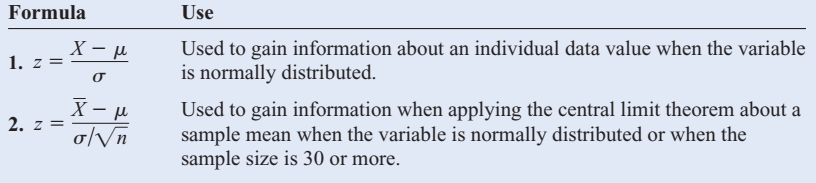 Formula Use
1. z = \frac{X - μ}{σ} Used to gain information about an individual data value when the variable
is normally distributed.
2. z = \frac{X̄ - μ}{σ/√n} Used to gain information when applying the central limit theorem about a
sample mean when the variable is normally distributed or when the
sample size is 30 or more.